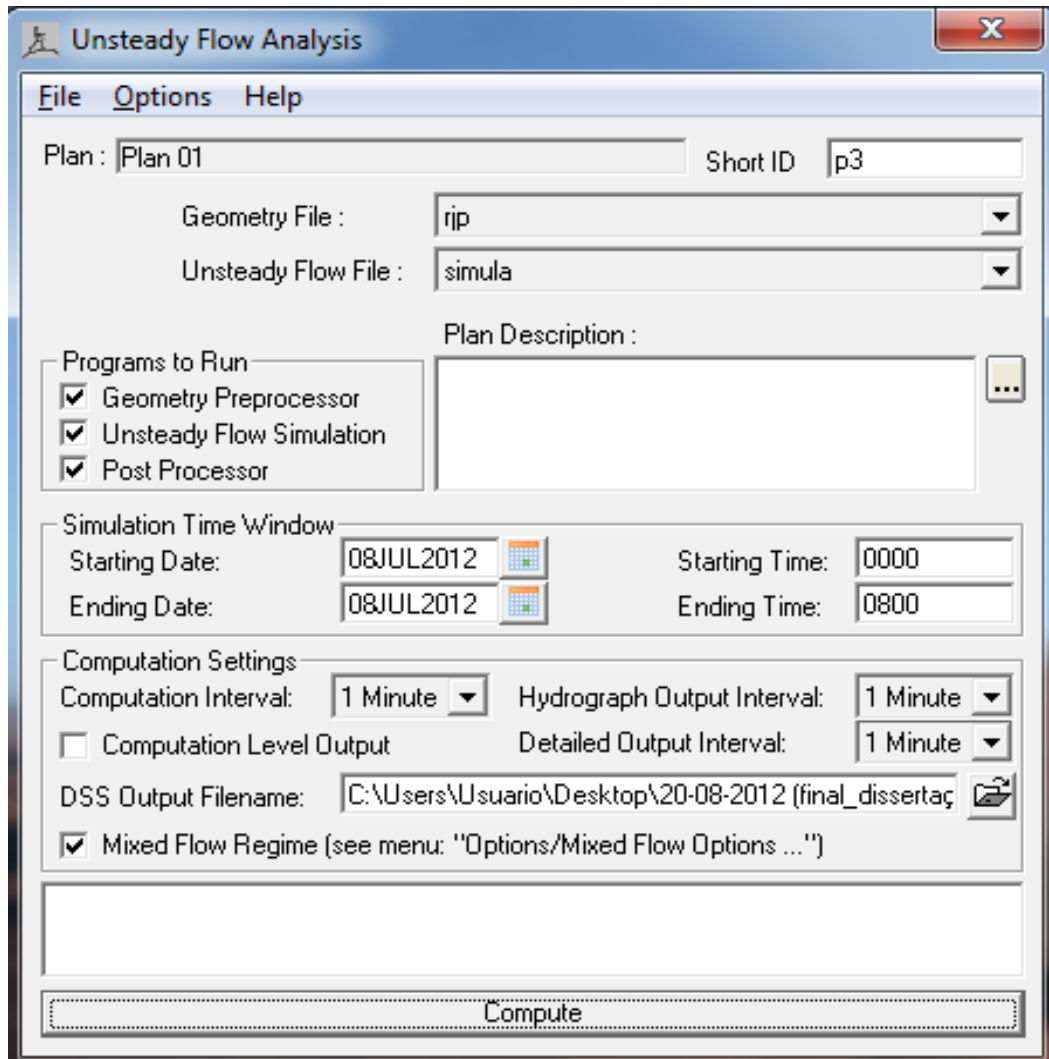 Unsteady Flow Analysis
File Options Help
Plan : Plan 01 Short ID p3
Geometry File : rjp
Unsteady Flow File : simula
Plan Description :
Programs to Run
Geometry Preprocessor
Unsteady Flow Simulation
Post Processor
...
Simulation Time Window
Starting Date: 08JUL2012 Starting Time: 0000
Ending Date: 08JUL2012 Ending Time: 0800
Computation Settings
Computation Interval: 1 Minute Hydrograph Output Interval: 1 Minute
Computation Level Output Detailed Output Interval: 1 Minute
DSS Output Filename: C:\Users\Usuario\Desktop\20-08-2012 (final_dissertaç
Mixed Flow Regime (see menu: "Options/Mixed Flow Options ...")
Compute